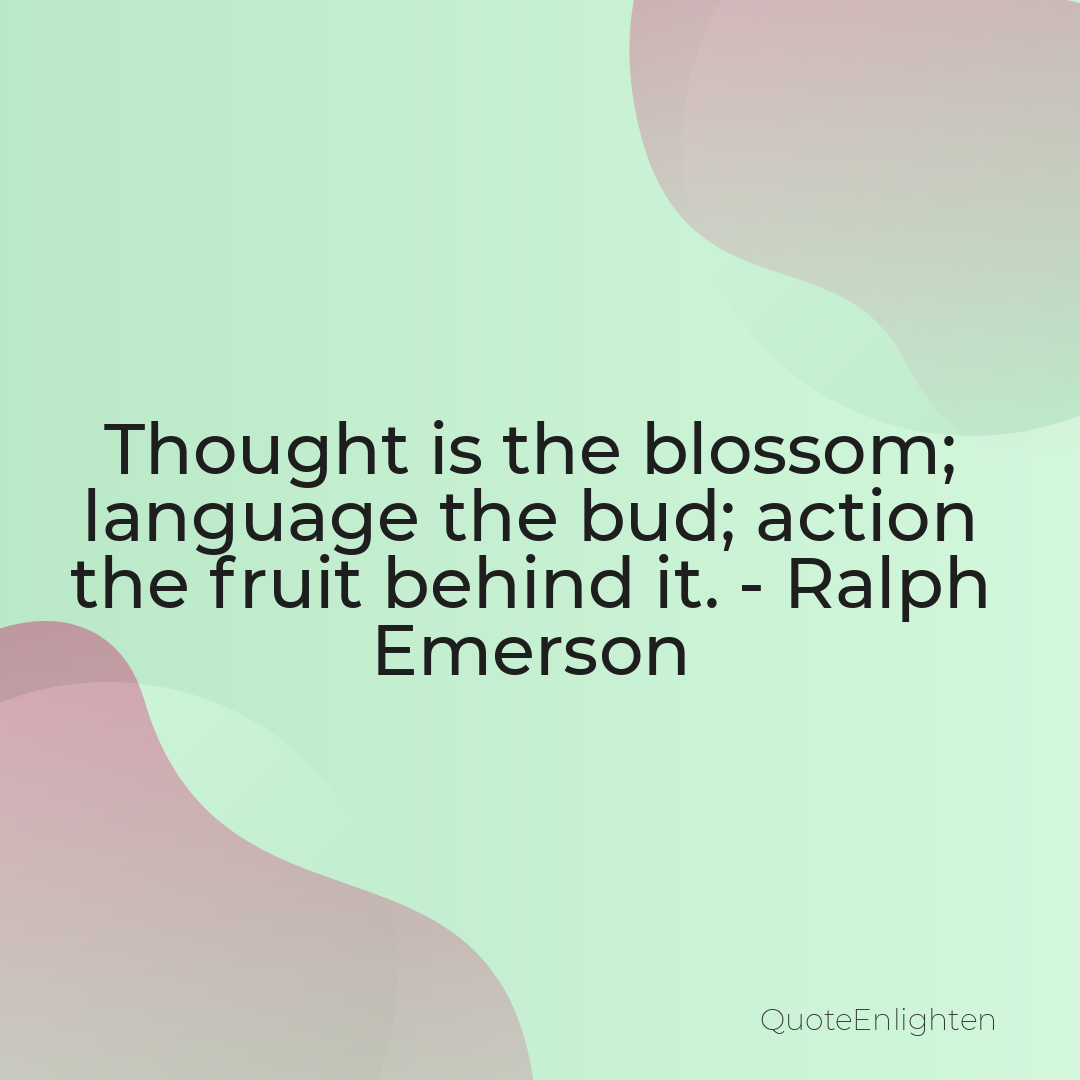 Thought is the blossom;
language the bud; action
the fruit behind it. - Ralph
Emerson
QuoteEnlighten